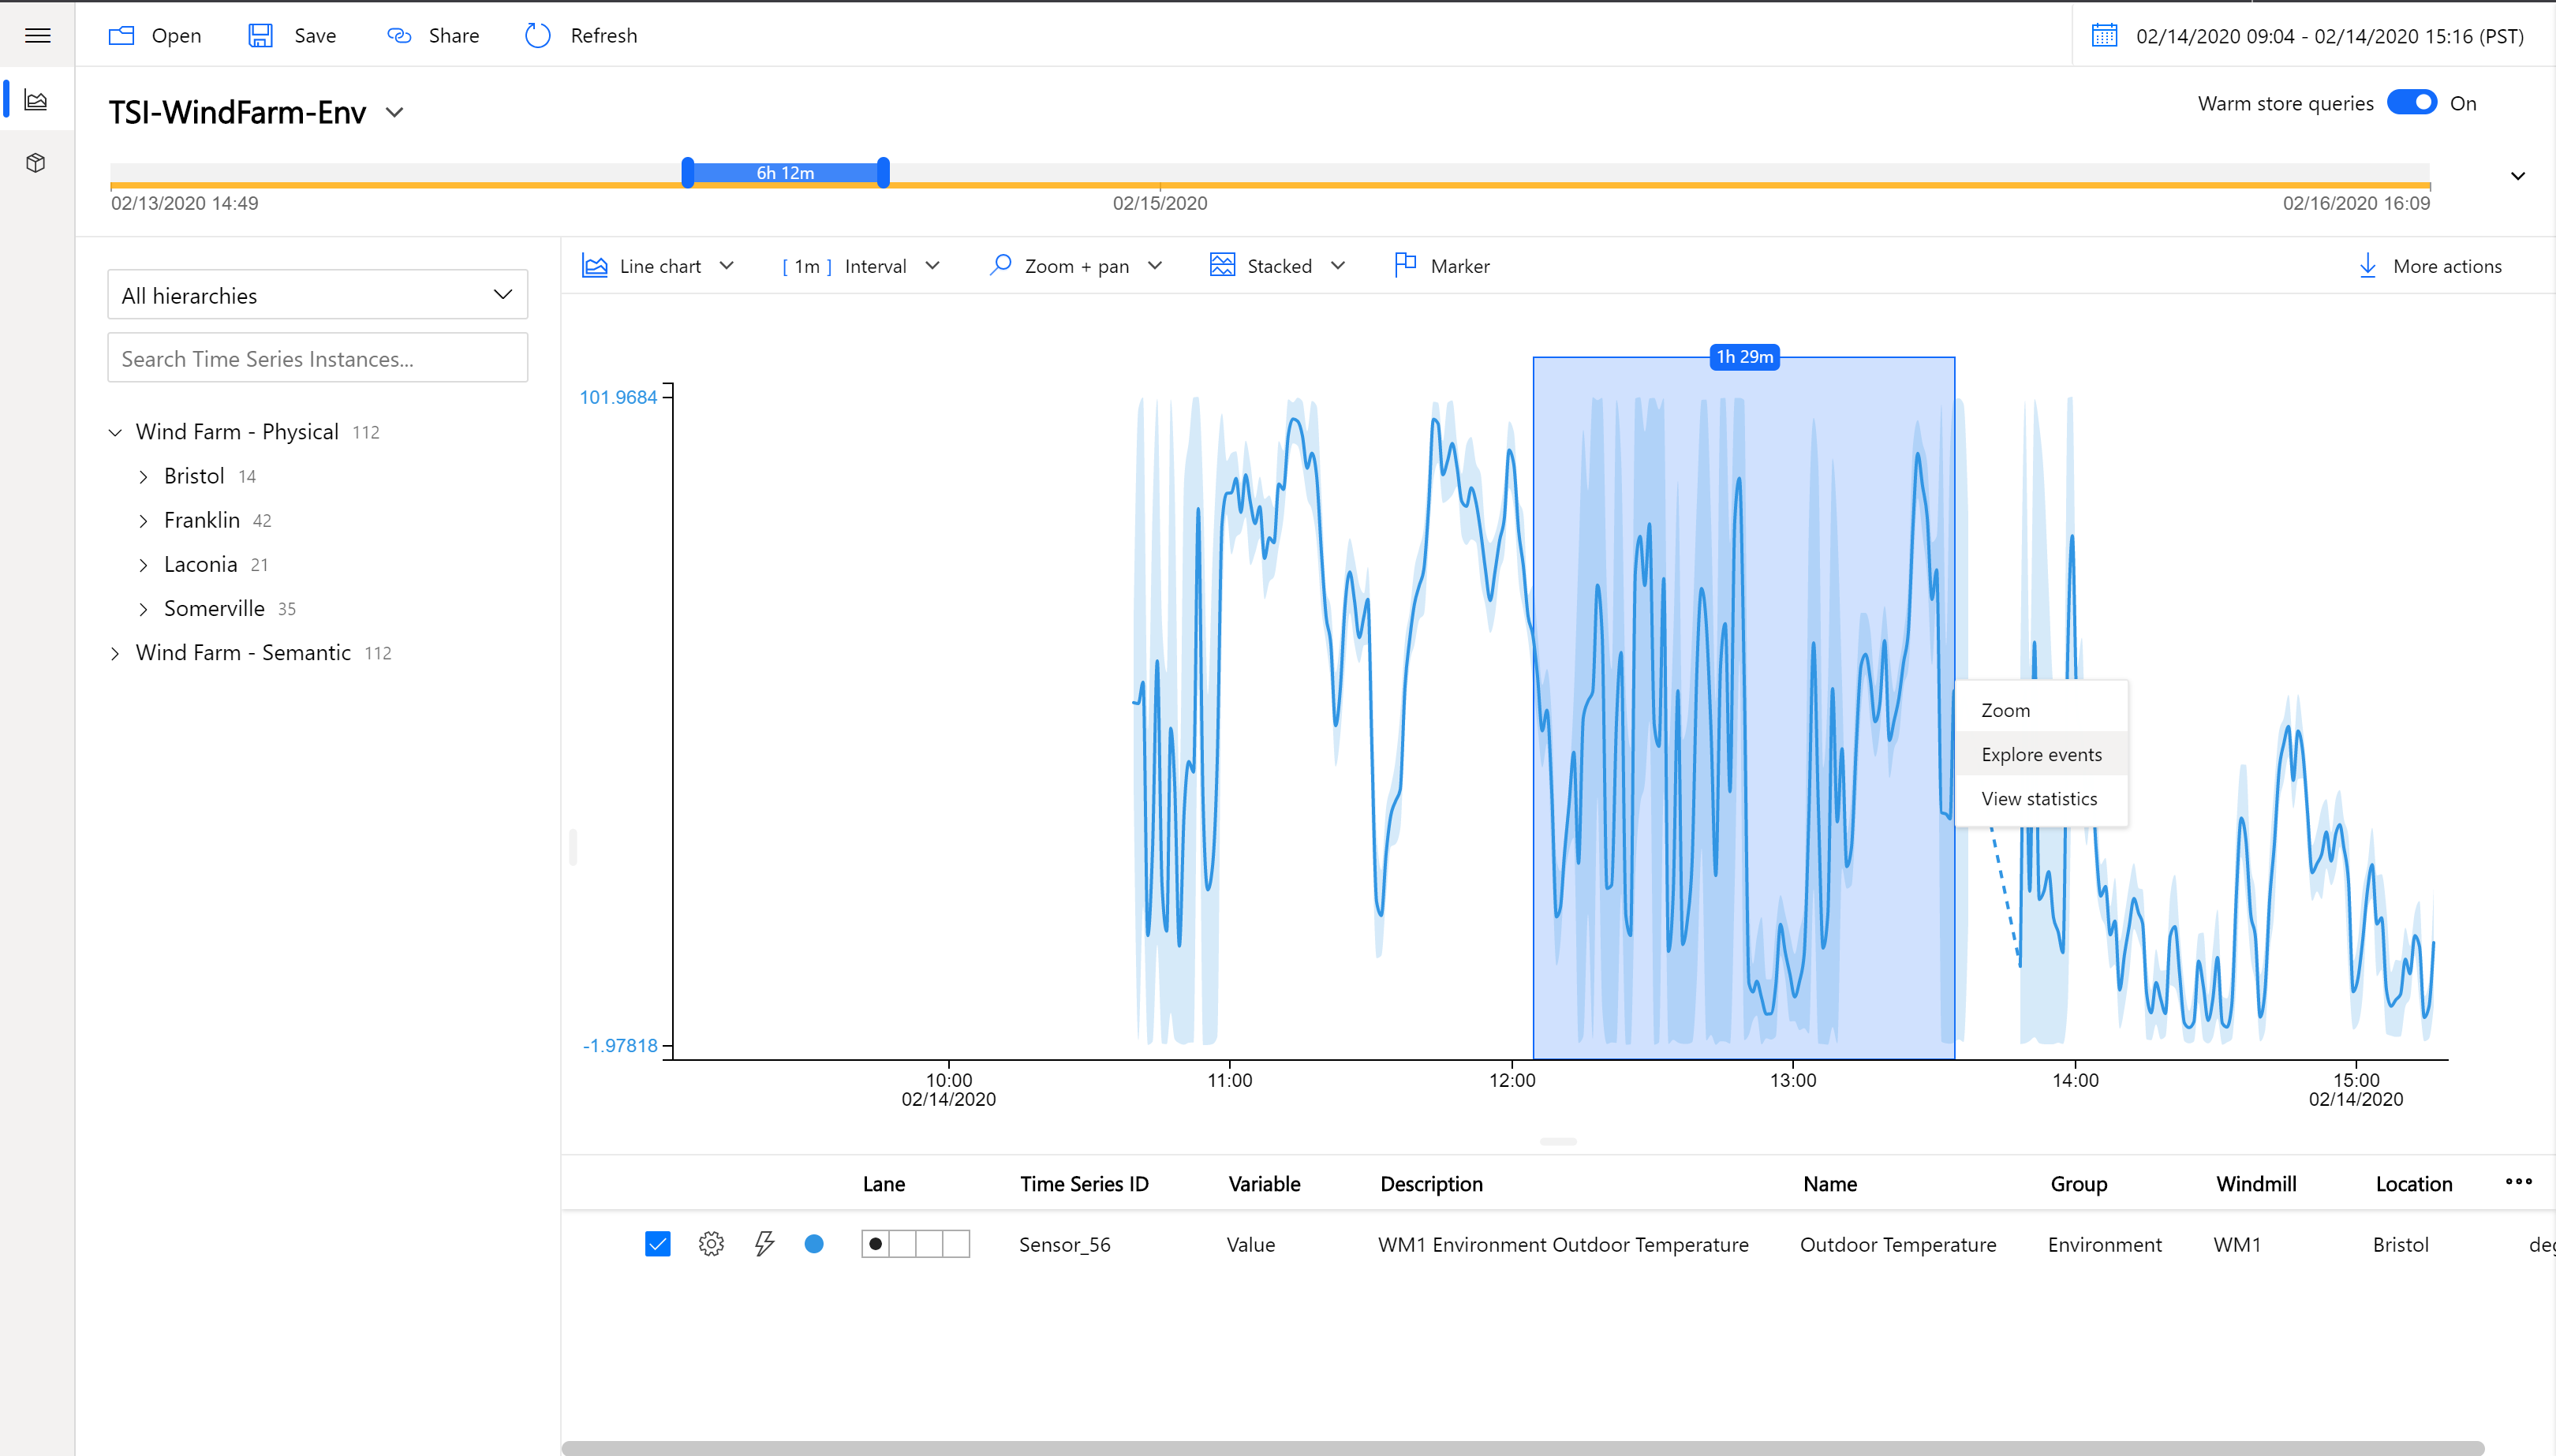 Open Save Share Refresh 02/14/2020 09:04 - 02/14/2020 15:16 (PST)
TSI-WindFarm-Env Warm store queries On
6h 12m
02/13/2020 14:49 02/15/2020 02/16/2020 16:09
Line chart [ 1m ] Interval Zoom + pan Stacked Marker More actions
All hierarchies
Search Time Series Instances...
Wind Farm - Physical 112
Bristol 14
Franklin 42
Laconia 21
Somerville 35
Wind Farm - Semantic 112
1h 29m
101.9684
Zoom
Explore events
View statistics
-1.97818
10:00 11:00 12:00 13:00 14:00 15:00
02/14/2020 02/14/2020
Lane Time Series ID Variable Description Name Group Windmill Location
Sensor_56 Value WM1 Environment Outdoor Temperature Outdoor Temperature Environment WM1 Bristol